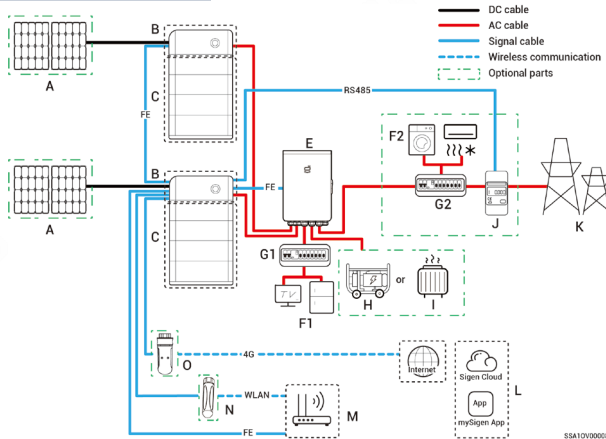 DC cable
AC cable
Signal cable
Wireless communication
Optional parts
A
B
C
FE
RS485
E
F2
G2
J
K
A
B
C
FE
G1
TV
F1
H
or
I
O
4G
Internet
Sigen Cloud
App
mySigen App
L
N
WLAN
M
FE